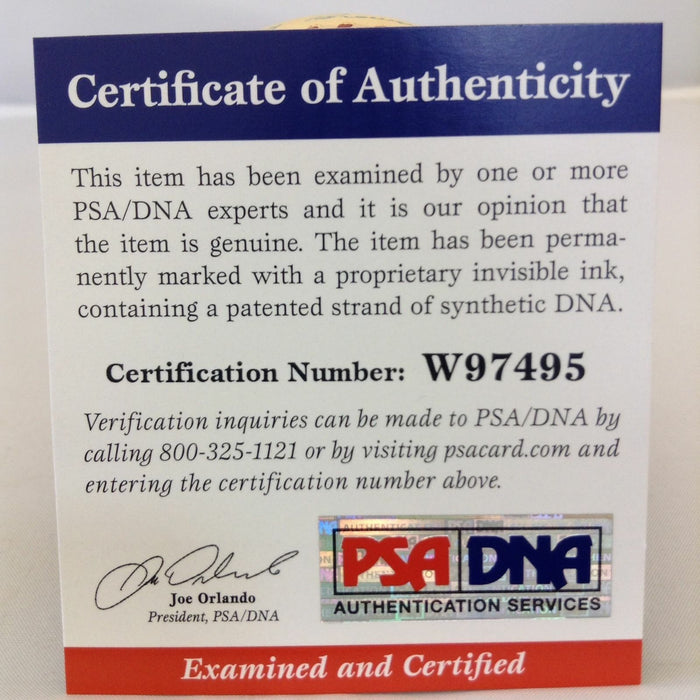 Certificate of Authenticity
This item has been examined by one or more
PSA/DNA experts and it is our opinion that
the item is genuine. The item has been perma-
nently marked with a proprietary invisible ink,
containing a patented strand of synthetic DNA.
Certification Number: W97495
Verification inquiries can be made to PSA/DNA by
calling 800-325-1121 or by visiting psacard.com and
entering the certification number above.
PSA DNA
AUTHENTICATION SERVICES
Joe Orlando
President, PSA/DNA
Examined and Certified